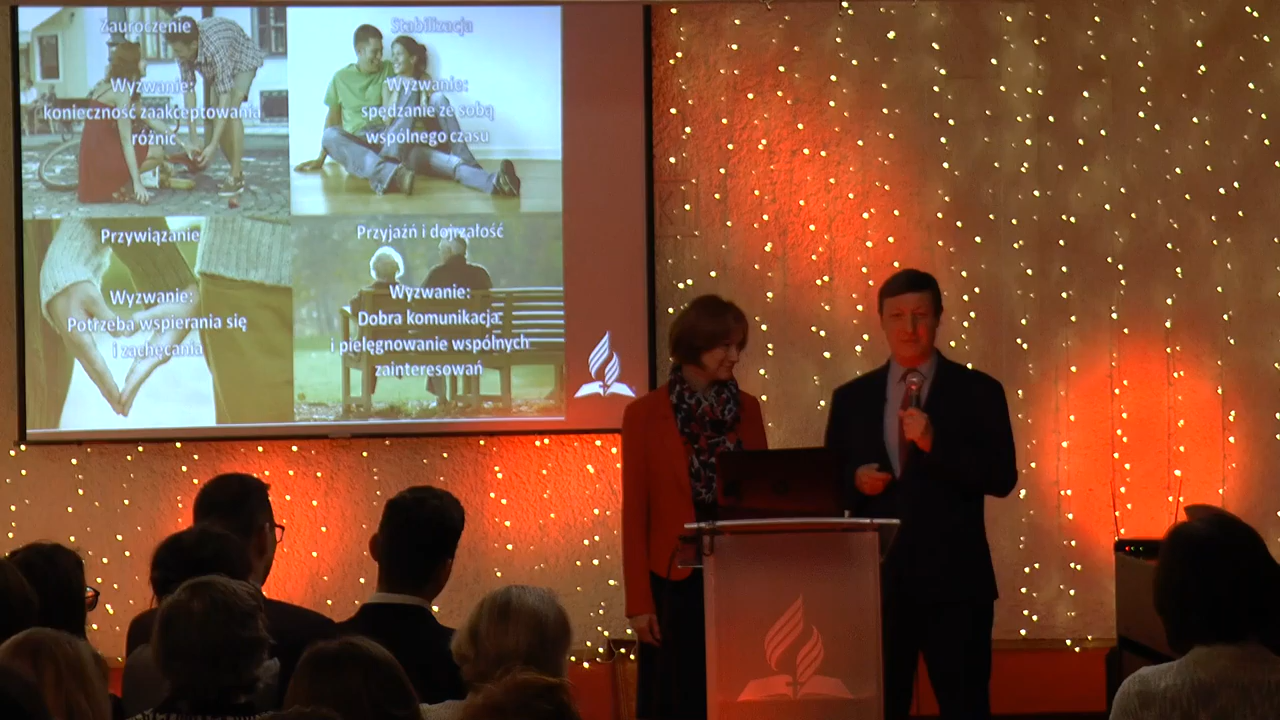 Zauroczenie
Wyzwanie:
konieczność zaakceptowania
różnic
Stabilizacja
Wyzwanie:
spędzanie ze sobą
wspólnego czasu
Przywiązanie
Wyzwanie:
Potrzeba wspierania się
i zachęcania
Przyjaźń i dojrzałość
Wyzwanie:
Dobra komunikacja
i pielęgnowanie wspólnych
zainteresowań